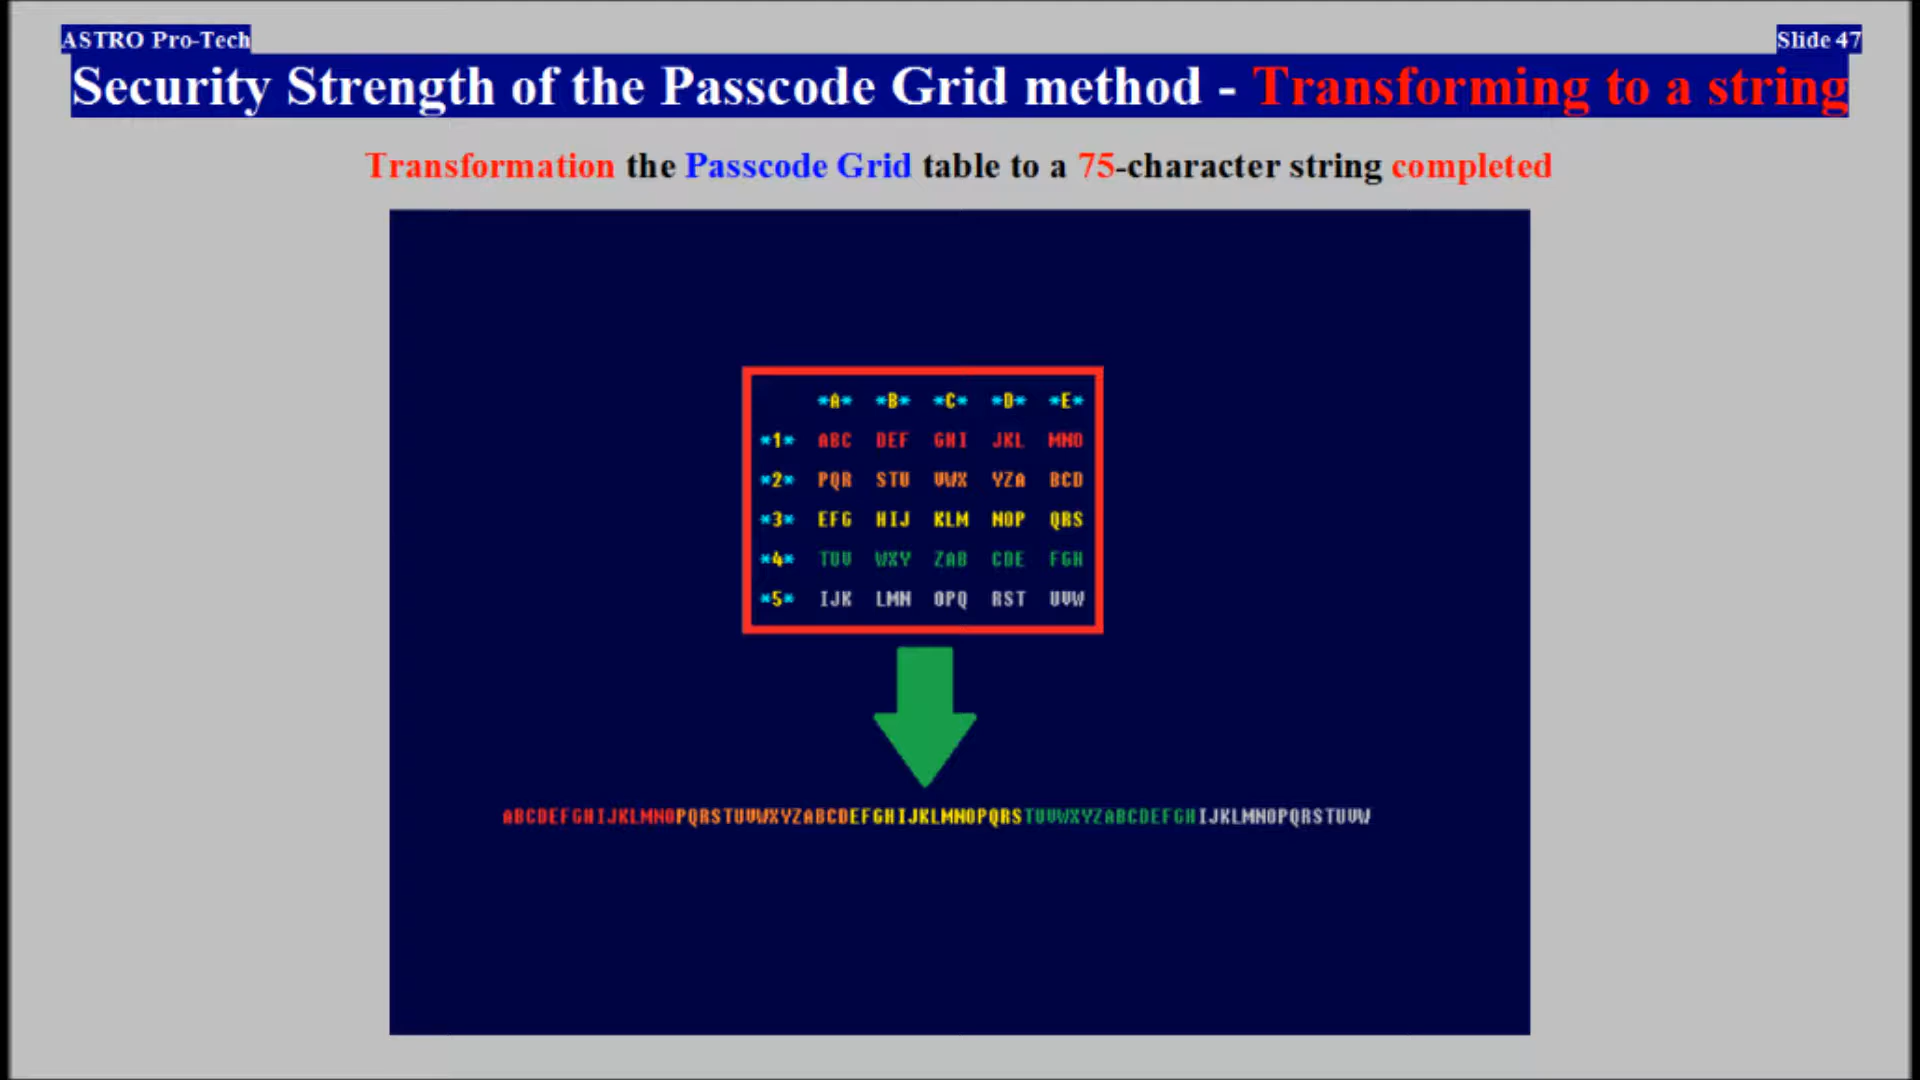 ASTRO Pro-Tech
Slide 47
Security Strength of the Passcode Grid method - Transforming to a string
Transformation the Passcode Grid table to a 75-character string completed
*A* *B* *C* *D* *E*
*1* ABC DEF GHI JKL MNO
*2* PQR STU VWX YZA BCD
*3* EFG HIJ KLM NOP QRS
*4* TUV WXY ZAB CDE FGH
*5* IJK LMN OPQ RST UVW
ABCDEFGHIJKLMNOPQRSTUVWXYZABCDEFGHIJKLMNOPQRSTUVWXYZABCDEFGHIJKLMNOPQRSTUVW